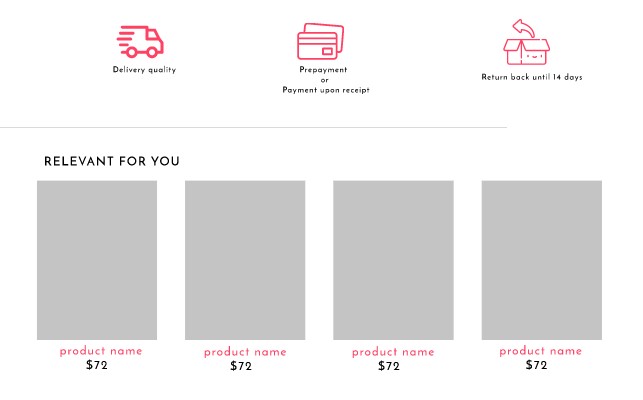 Delivery quality
Prepayment
or
Payment upon receipt
Return back until 14 days
RELEVANT FOR YOU
product name
$72
product name
$72
product name
$72
product name
$72